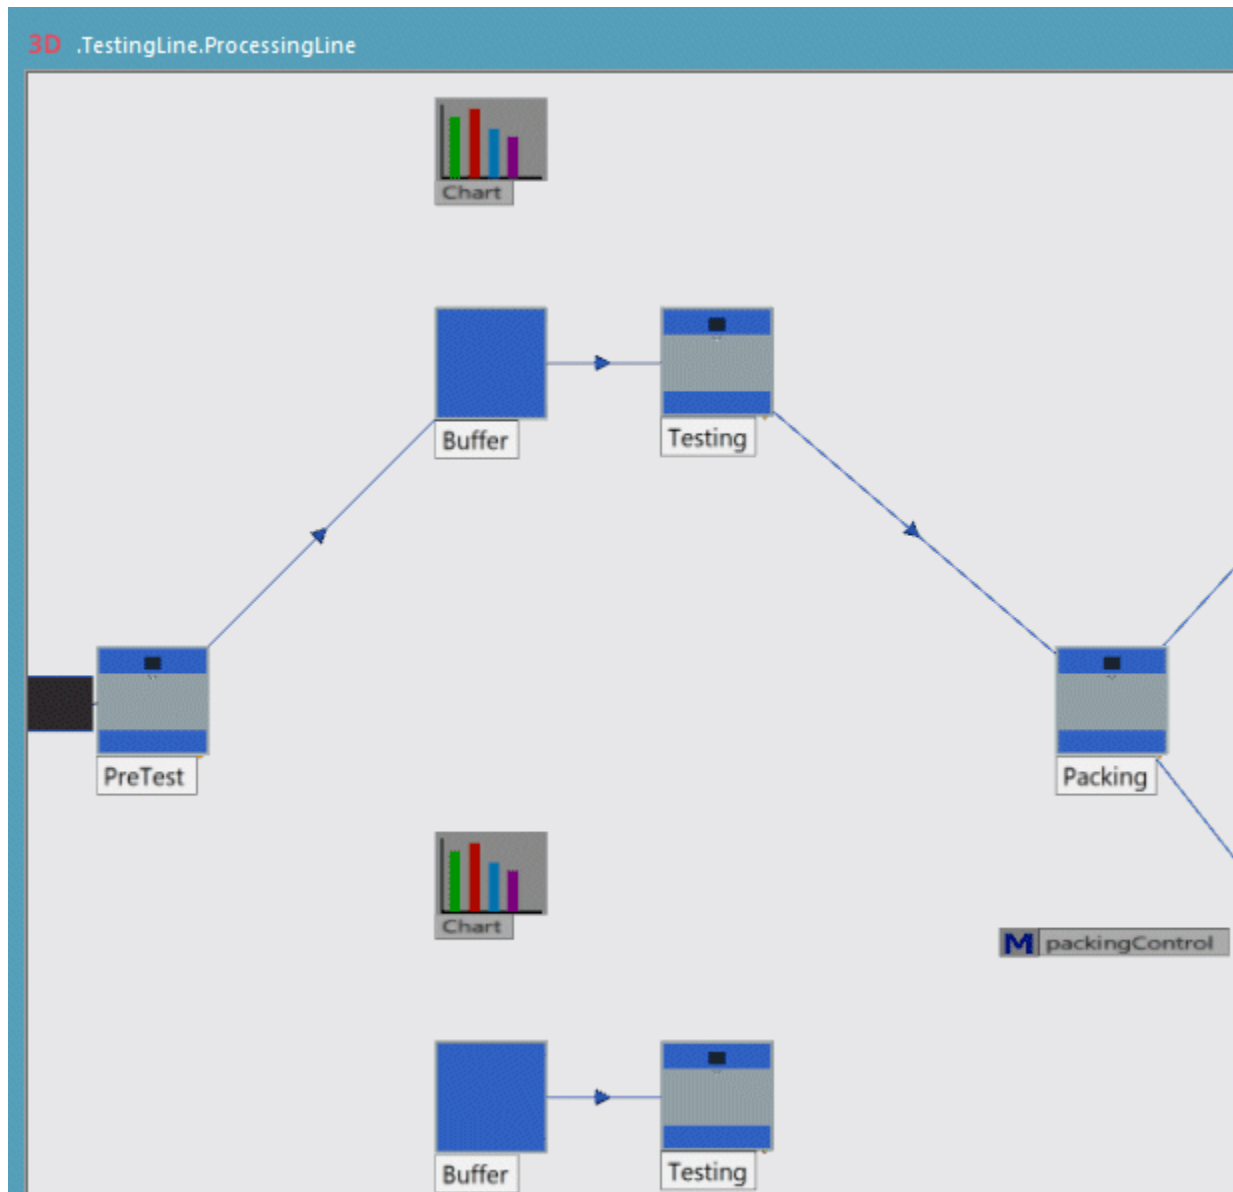 3D .TestingLine.ProcessingLine
Chart
Buffer
Testing
PreTest
Packing
Chart
M packingControl
Buffer
Testing